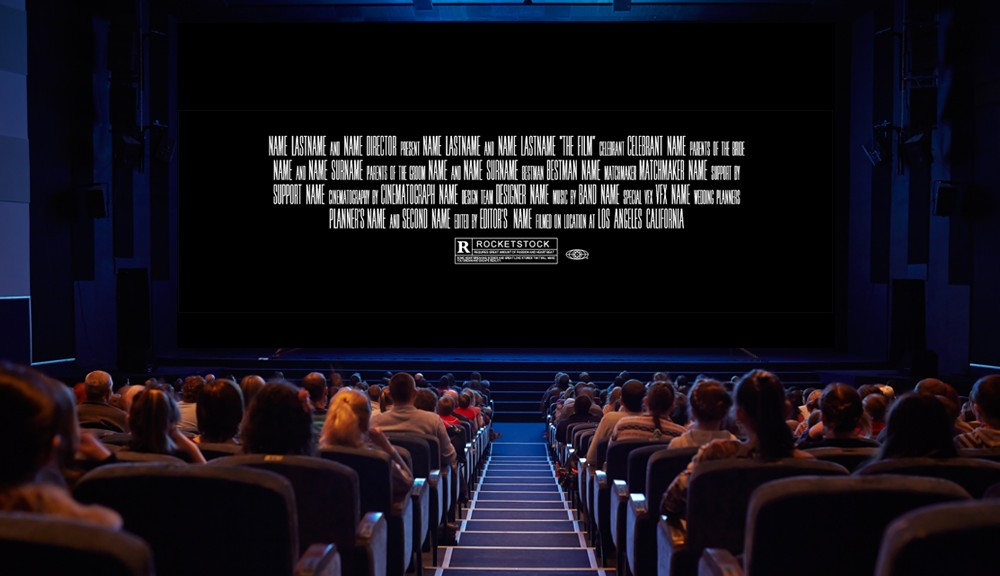 NAME LASTNAME AND NAME DIRECTOR PRESENT NAME LASTNAME AND NAME LASTNAME "THE FILM" CELEBRANT CELEBRANT NAME PARENTS OF THE BRIDE
NAME AND NAME SURNAME PARENTS OF THE GROOM NAME AND NAME SURNAME BESTMAN BESTMAN NAME MATCHMAKER MATCHMAKER NAME SUPPORT BY
SUPPORT NAME CINEMATOGRAPHY BY CINEMATOGRAPH NAME DESIGN TEAM DESIGNER NAME MUSIC BY BAND NAME SPECIAL VFX VFX NAME WEDDING PLANNERS
PLANNER'S NAME AND SECOND NAME EDITED BY EDITOR'S NAME FILMED ON LOCATION AT LOS ANGELES CALIFORNIA
R ROCKETSTOCK